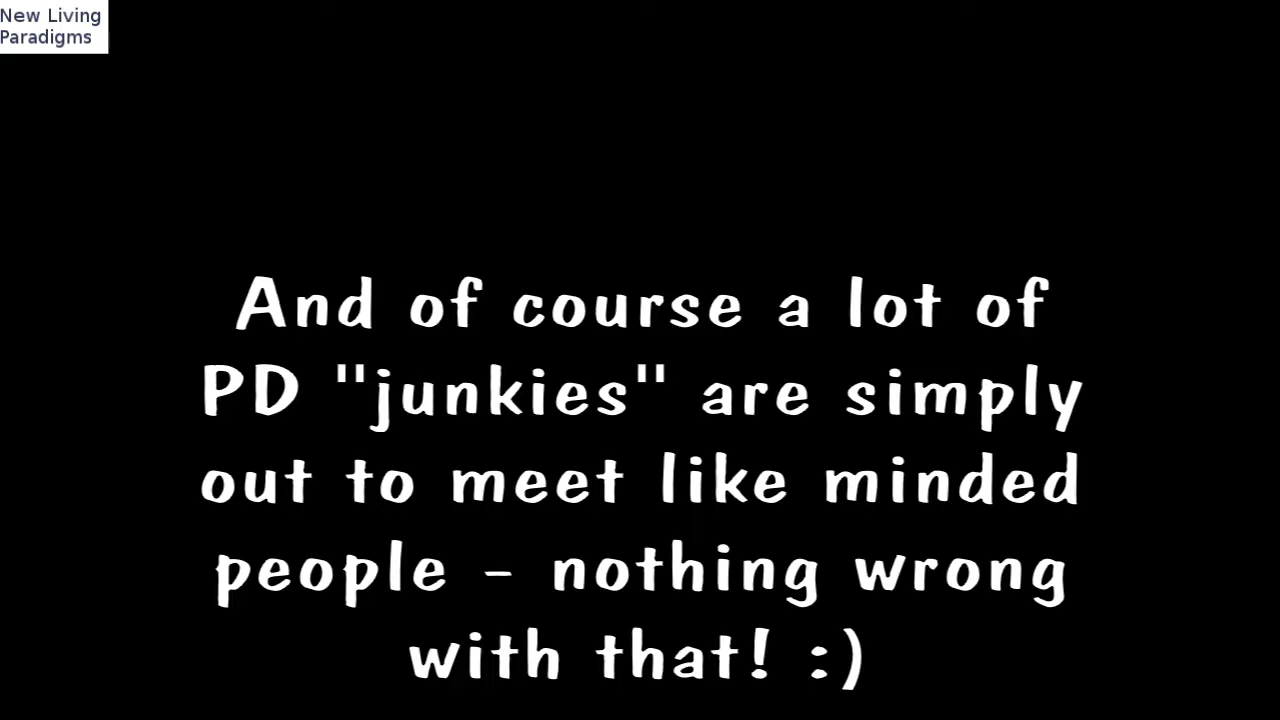 New Living
Paradigms
And of course a lot of
PD "junkies" are simply
out to meet like minded
people - nothing wrong
with that! :)